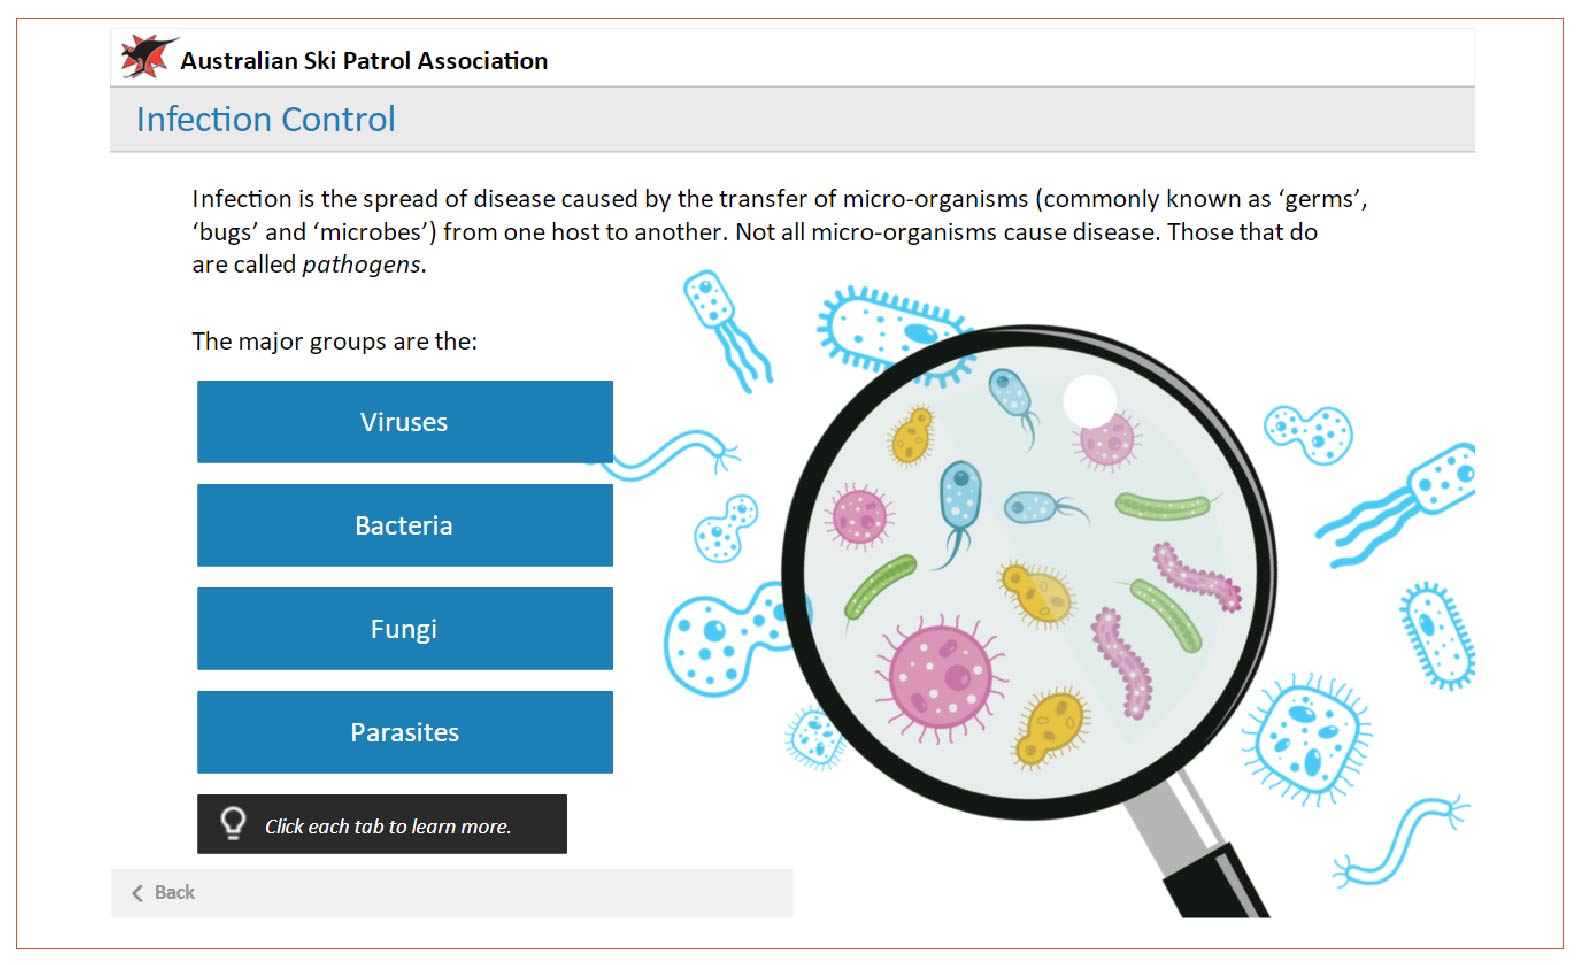 Australian Ski Patrol Association
Infection Control
Infection is the spread of disease caused by the transfer of micro-organisms (commonly known as ‘germs’,
‘bugs’ and ‘microbes’) from one host to another. Not all micro-organisms cause disease. Those that do
are called pathogens.
The major groups are the:
Viruses
Bacteria
Fungi
Parasites
Click each tab to learn more.
Back